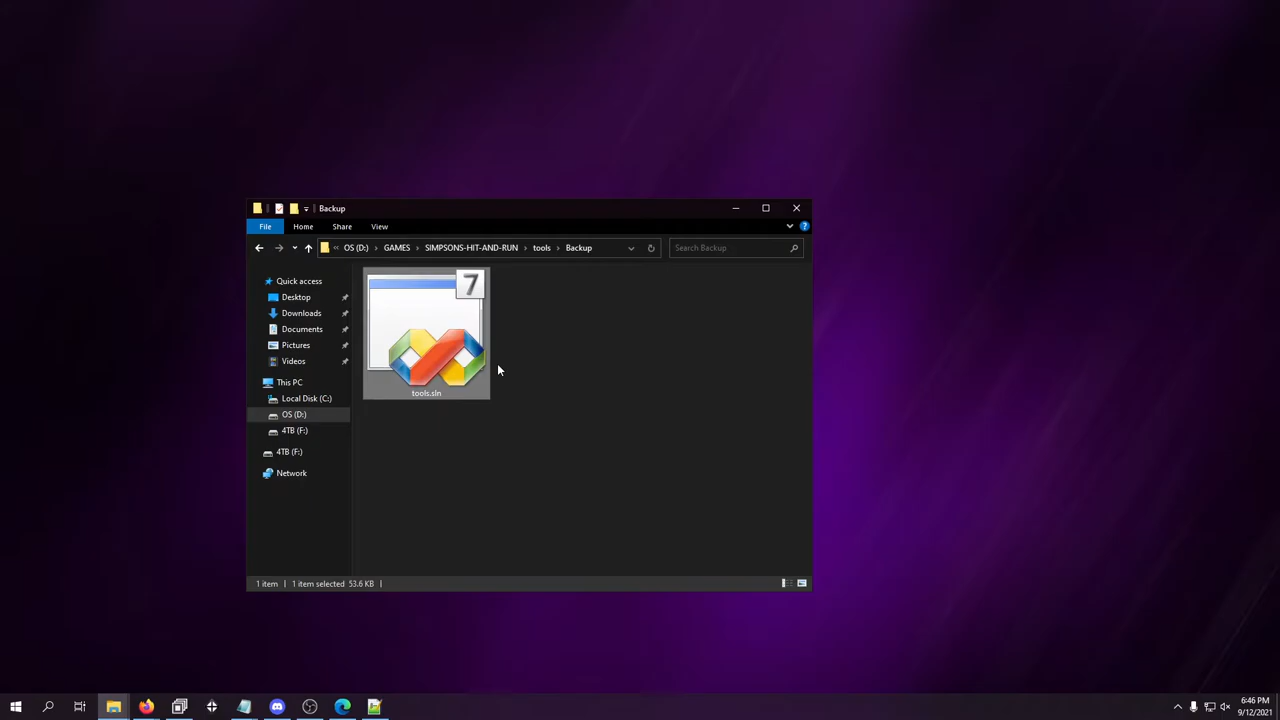 Backup
File Home Share View
« OS (D:) › GAMES › SIMPSONS-HIT-AND-RUN › tools › Backup
Search Backup
Quick access
Desktop
Downloads
Documents
Pictures
Videos
This PC
Local Disk (C:)
OS (D:)
4TB (F:)
4TB (F:)
Network
7
tools.sln
1 item | 1 item selected 53.6 KB |
6:46 PM
9/12/2021